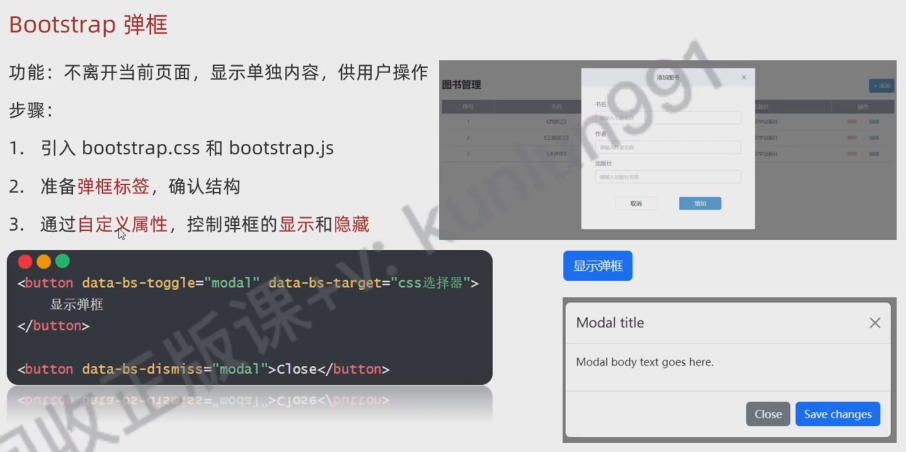 Bootstrap 弹框
功能：不离开当前页面，显示单独内容，供用户操作
步骤：
1. 引入 bootstrap.css 和 bootstrap.js
2. 准备弹框标签，确认结构
3. 通过自定义属性，控制弹框的显示和隐藏
<button data-bs-toggle="modal" data-bs-target="css选择器">
显示弹框
</button>
<button data-bs-dismiss="modal">Close</button>
图书管理
+ 添加
添加图书
序号
书名
作者
出版社
操作
1
2
3
取消
增加
显示弹框
Modal title
Modal body text goes here.
Close
Save changes
回收正版课+v: kunlun991